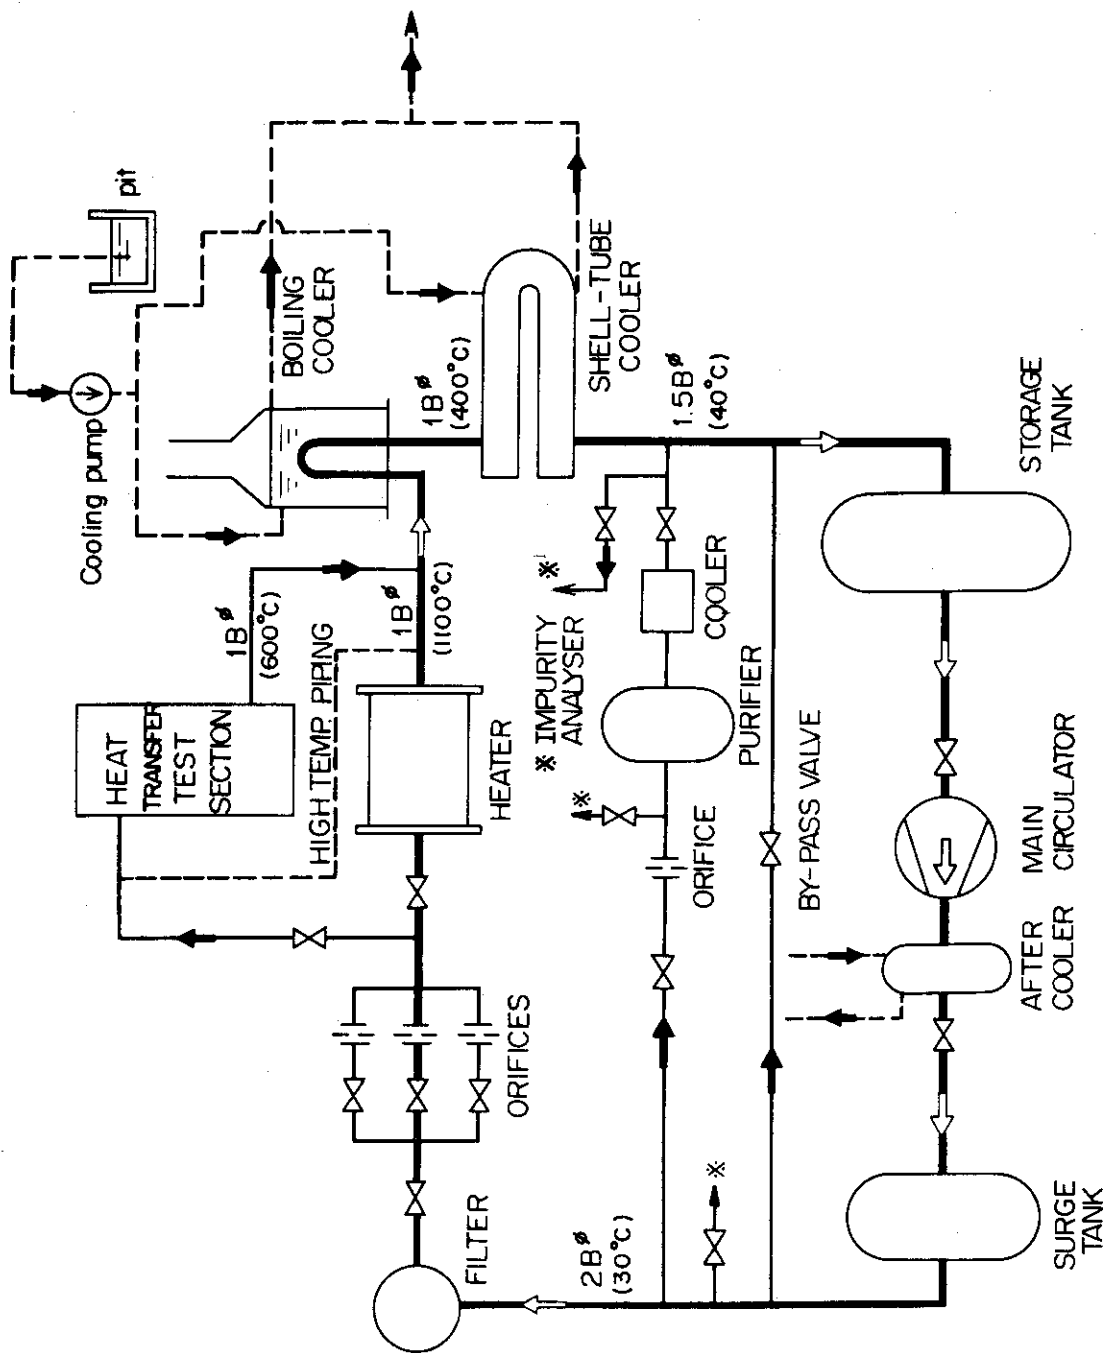 pit
Cooling pump
BOILING
COOLER
1B⌀
(400°C)
SHELL-TUBE
COOLER
1.5B⌀
(40°C)
STORAGE
TANK
1B⌀
(600°C)
1B⌀
(1100°C)
HEAT
TRANSFER
TEST
SECTION
HIGH TEMP. PIPING
HEATER
※
※ IMPURITY
ANALYSER
COOLER
PURIFIER
※
ORIFICE
BY-PASS VALVE
MAIN
CIRCULATOR
AFTER
COOLER
ORIFICES
FILTER
2B⌀
(30°C)
※
SURGE
TANK